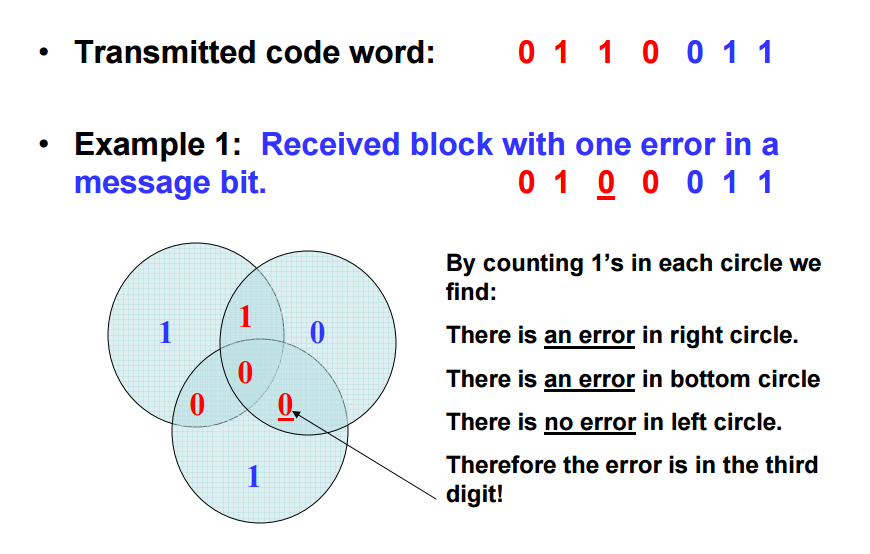 • Transmitted code word: 0 1 1 0 0 1 1
• Example 1: Received block with one error in a
message bit. 0 1 0 0 0 1 1
By counting 1’s in each circle we
find:
There is an error in right circle.
There is an error in bottom circle
There is no error in left circle.
Therefore the error is in the third
digit!
1
1
0
0
0
0
1